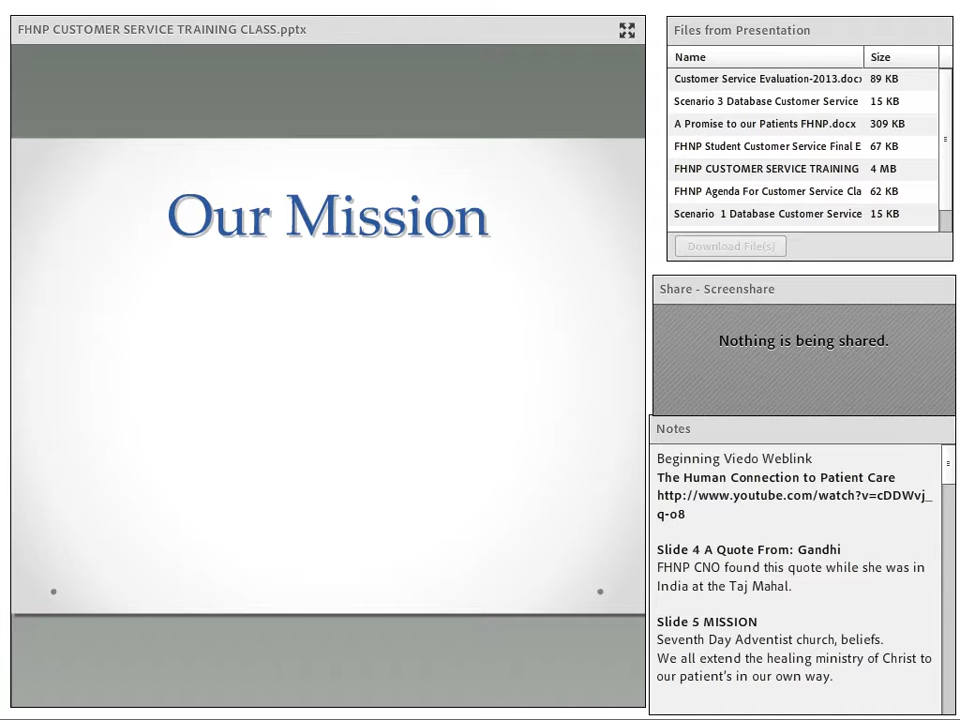 FHNP CUSTOMER SERVICE TRAINING CLASS.pptx
Our Mission
Files from Presentation
Name Size
Customer Service Evaluation-2013.docx 89 KB
Scenario 3 Database Customer Service 15 KB
A Promise to our Patients FHNP.docx 309 KB
FHNP Student Customer Service Final E 67 KB
FHNP CUSTOMER SERVICE TRAINING 4 MB
FHNP Agenda For Customer Service Cla 62 KB
Scenario 1 Database Customer Service 15 KB
Download File(s)
Share - Screenshare
Nothing is being shared.
Notes
Beginning Viedo Weblink
The Human Connection to Patient Care
http://www.youtube.com/watch?v=cDDWvj_
q-o8
Slide 4 A Quote From: Gandhi
FHNP CNO found this quote while she was in
India at the Taj Mahal.
Slide 5 MISSION
Seventh Day Adventist church, beliefs.
We all extend the healing ministry of Christ to
our patient's in our own way.